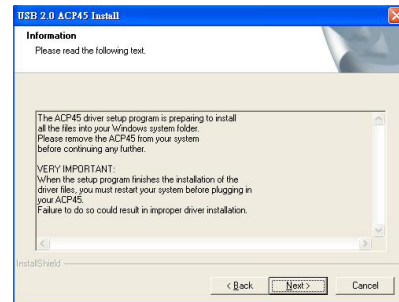 USB 2.0 ACP45 Install
Information
Please read the following text.
The ACP45 driver setup program is preparing to install
all the files into your Windows system folder.
Please remove the ACP45 from your system
before continuing any further.
VERY IMPORTANT:
When the setup program finishes the installation of the
driver files, you must restart your system before plugging in
your ACP45.
Failure to do so could result in improper driver installation.
InstallShield
< Back
Next >
Cancel